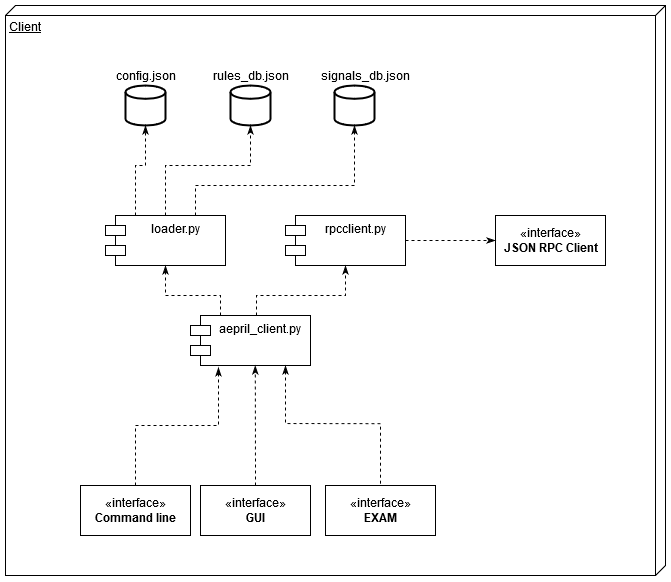 Client
config.json
rules_db.json
signals_db.json
loader.py
rpcclient.py
«interface»
JSON RPC Client
aepril_client.py
«interface»
Command line
«interface»
GUI
«interface»
EXAM